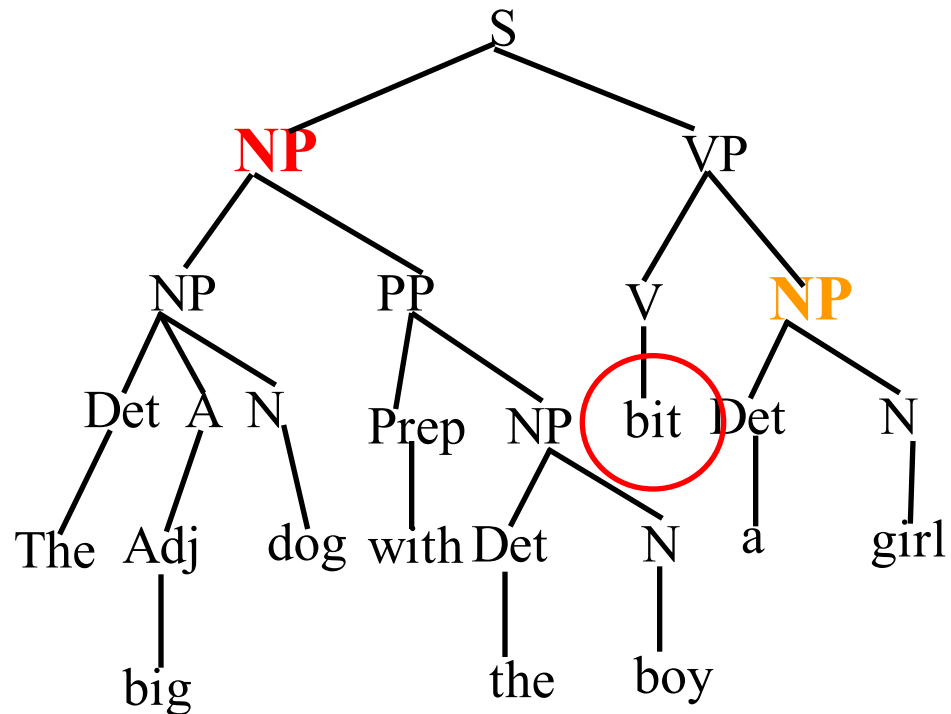 S
NP VP
NP PP V NP
Det A N Prep NP bit Det N
The Adj dog with Det N a girl
big the boy